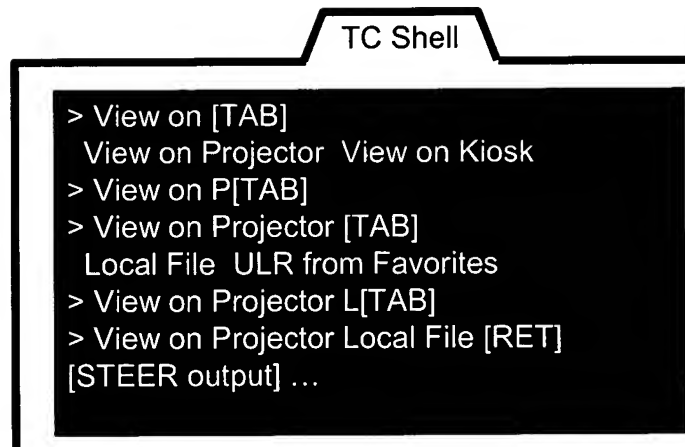 TC Shell
> View on [TAB]
View on Projector View on Kiosk
> View on P[TAB]
> View on Projector [TAB]
Local File ULR from Favorites
> View on Projector L[TAB]
> View on Projector Local File [RET]
[STEER output] ...